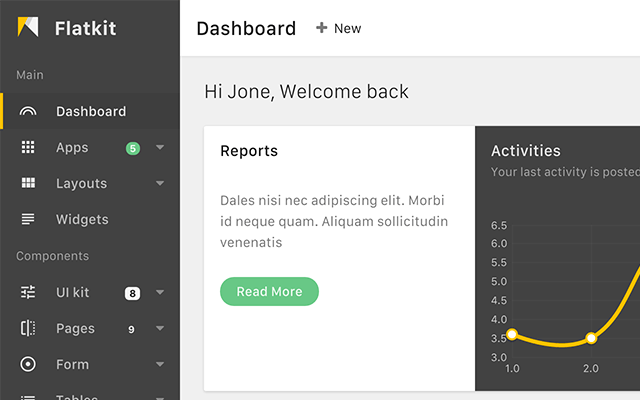 Flatkit
Main
Dashboard
Apps 5
Layouts
Widgets
Components
UI kit 8
Pages 9
Form
Tables
Dashboard + New
Hi Jone, Welcome back
Reports
Dales nisi nec adipiscing elit. Morbi
id neque quam. Aliquam sollicitudin
venenatis
Read More
Activities
Your last activity is posted
6.5
6.0
5.5
5.0
4.5
4.0
3.5
3.0
1.0 2.0